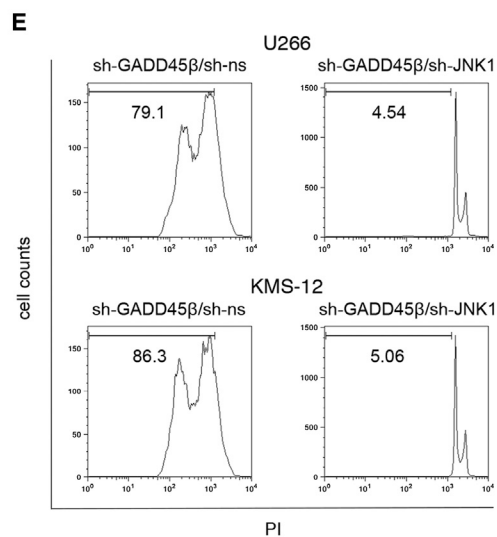 E
U266
sh-GADD45β/sh-ns
sh-GADD45β/sh-JNK1
79.1
4.54
150
100
50
0
10⁰ 10¹ 10² 10³ 10⁴
1500
1000
500
0
10⁰ 10¹ 10² 10³ 10⁴
KMS-12
sh-GADD45β/sh-ns
sh-GADD45β/sh-JNK1
86.3
5.06
150
100
50
0
10⁰ 10¹ 10² 10³ 10⁴
1500
1000
500
0
10⁰ 10¹ 10² 10³ 10⁴
cell counts
PI